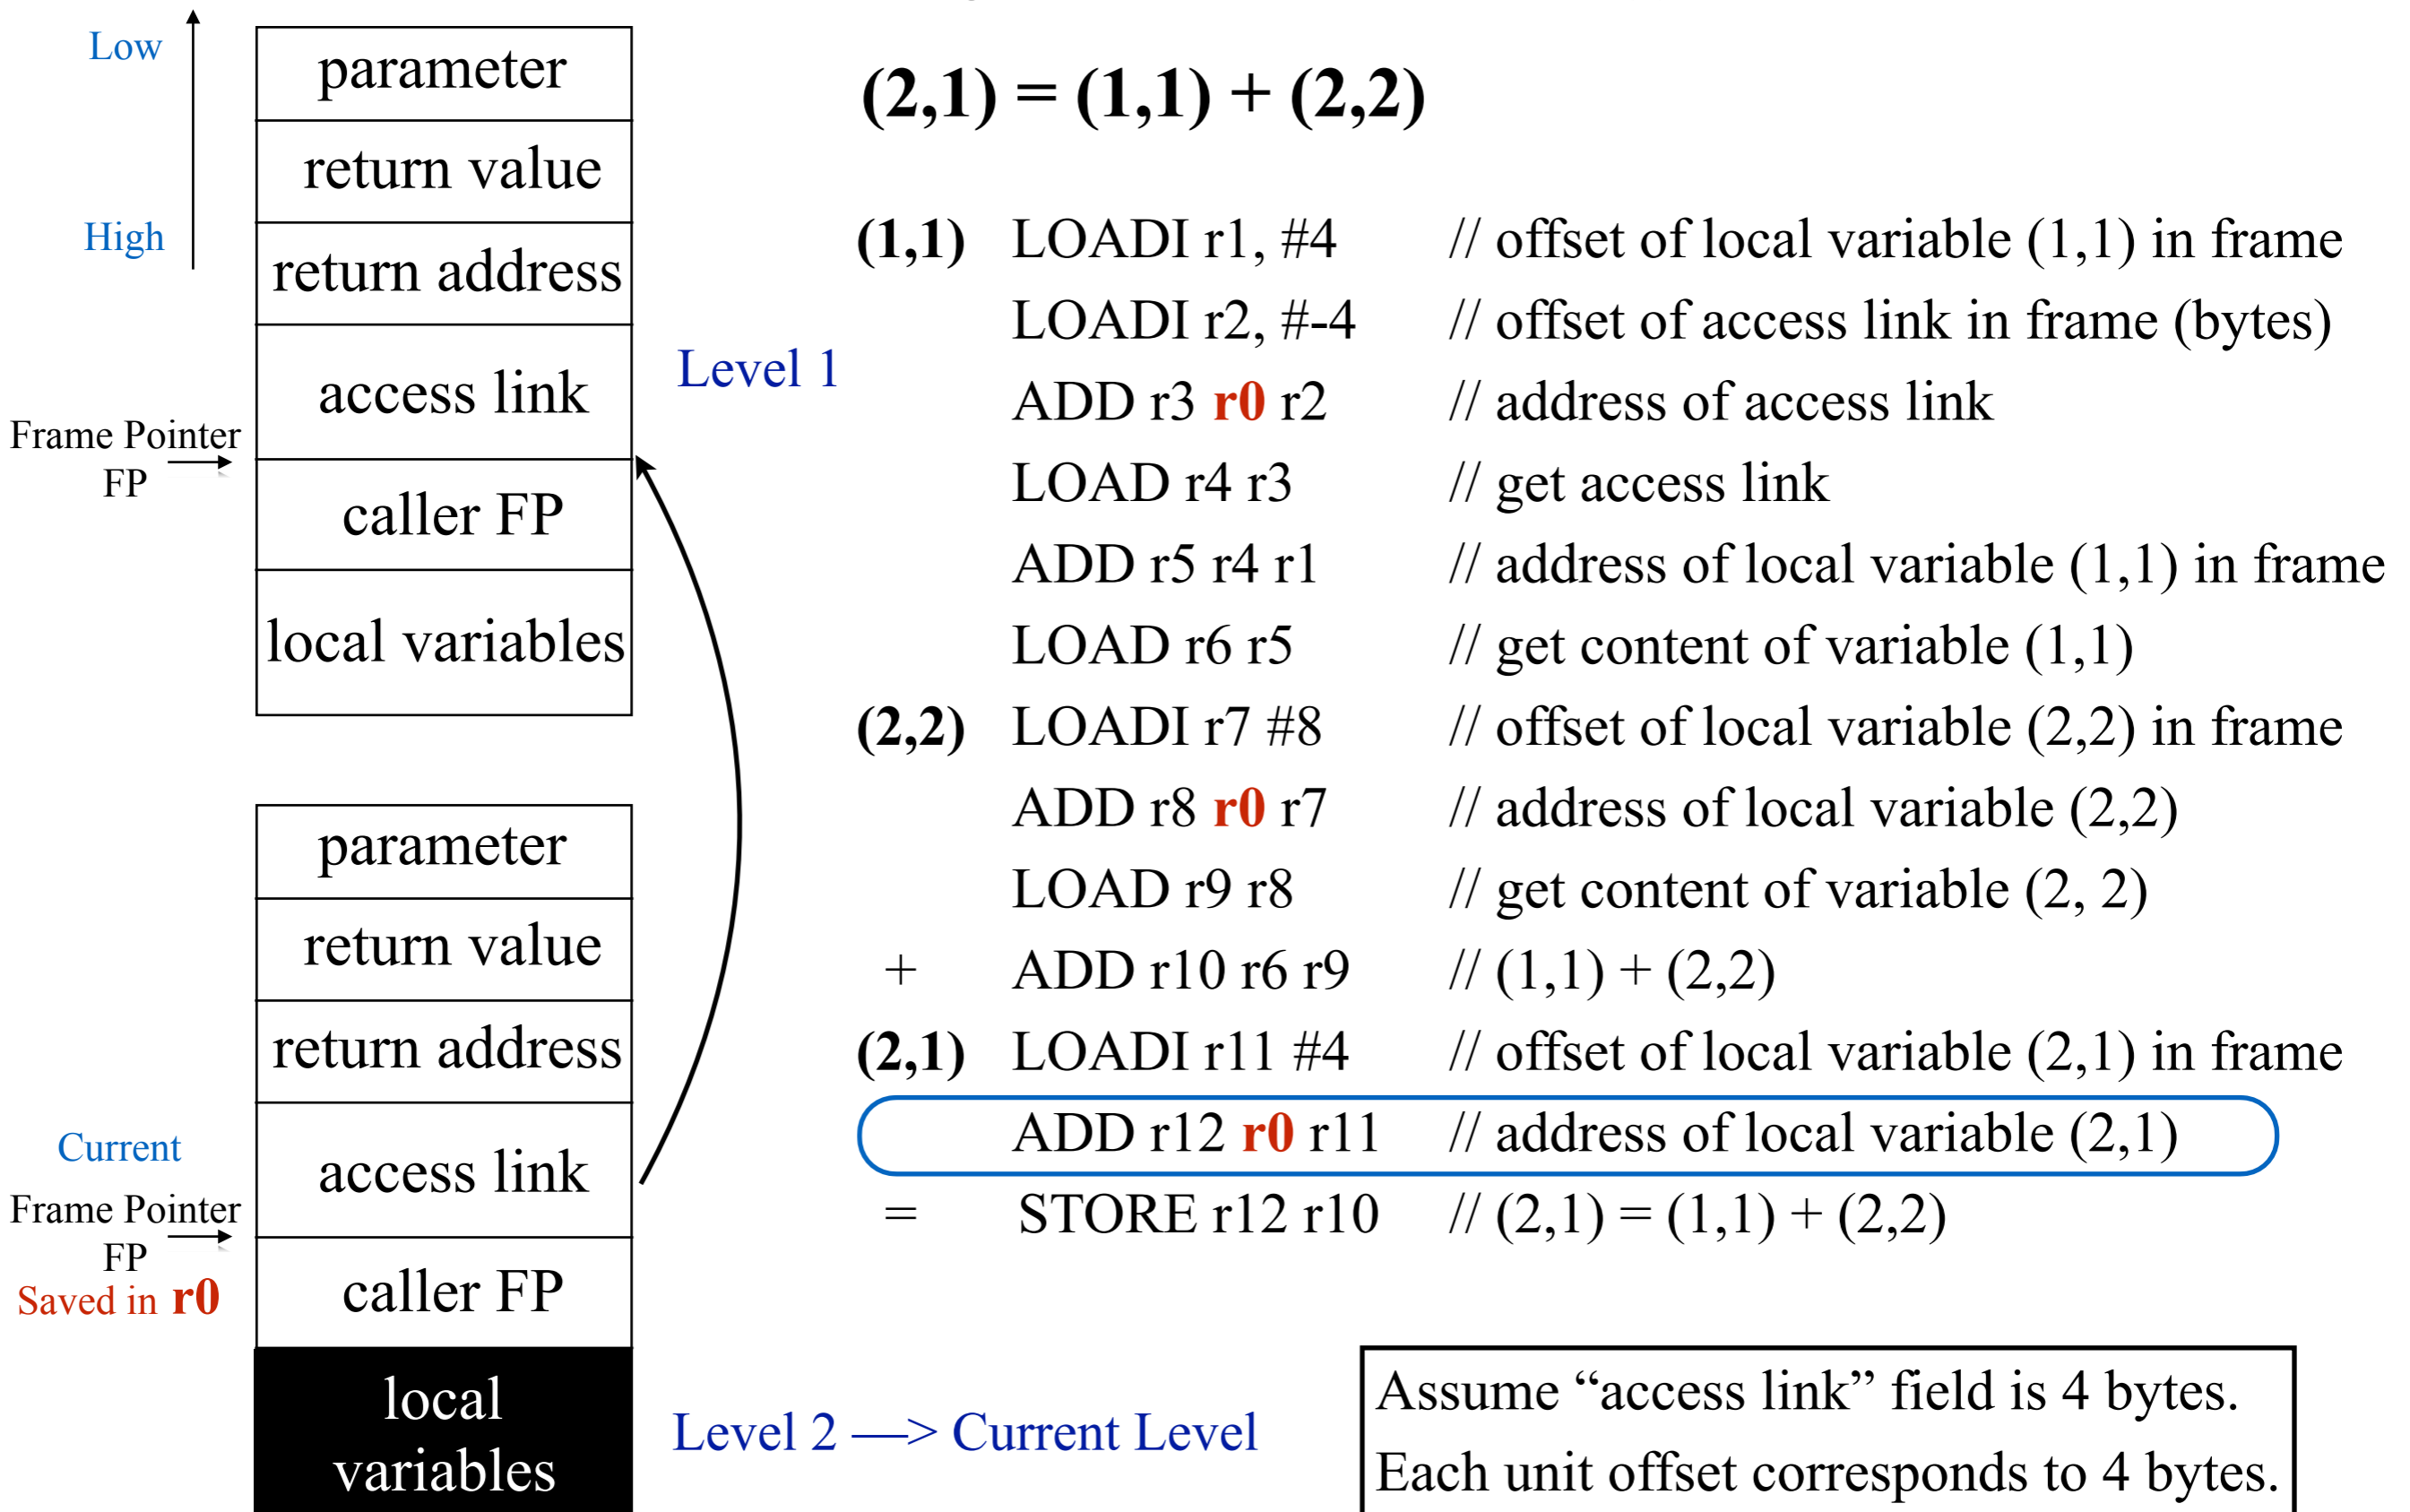 Low
High
parameter
return value
return address
access link
Frame Pointer
FP
caller FP
local variables
Level 1
parameter
return value
return address
access link
Current
Frame Pointer
FP
Saved in r0
caller FP
local
variables
Level 2 —> Current Level
(2,1) = (1,1) + (2,2)
(1,1) LOADI r1, #4 // offset of local variable (1,1) in frame
LOADI r2, #-4 // offset of access link in frame (bytes)
ADD r3 r0 r2 // address of access link
LOAD r4 r3 // get access link
ADD r5 r4 r1 // address of local variable (1,1) in frame
LOAD r6 r5 // get content of variable (1,1)
(2,2) LOADI r7 #8 // offset of local variable (2,2) in frame
ADD r8 r0 r7 // address of local variable (2,2)
LOAD r9 r8 // get content of variable (2, 2)
+ ADD r10 r6 r9 // (1,1) + (2,2)
(2,1) LOADI r11 #4 // offset of local variable (2,1) in frame
ADD r12 r0 r11 // address of local variable (2,1)
= STORE r12 r10 // (2,1) = (1,1) + (2,2)
Assume “access link” field is 4 bytes.
Each unit offset corresponds to 4 bytes.